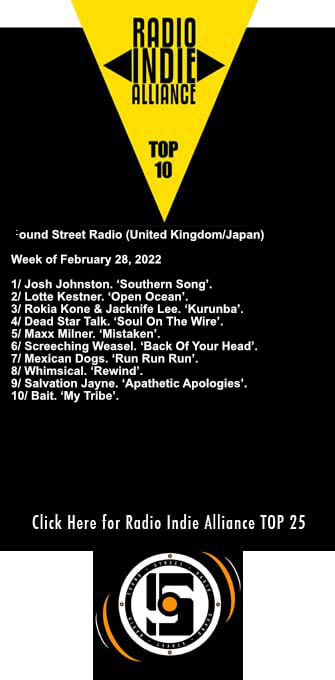 RADIO
INDIE
ALLIANCE
TOP
10
Sound Street Radio (United Kingdom/Japan)
Week of February 28, 2022
1/ Josh Johnston. ‘Southern Song’.
2/ Lotte Kestner. ‘Open Ocean’.
3/ Rokia Kone & Jacknife Lee. ‘Kurunba’.
4/ Dead Star Talk. ‘Soul On The Wire’.
5/ Maxx Milner. ‘Mistaken’.
6/ Screeching Weasel. ‘Back Of Your Head’.
7/ Mexican Dogs. ‘Run Run Run’.
8/ Whimsical. ‘Rewind’.
9/ Salvation Jayne. ‘Apathetic Apologies’.
10/ Bait. ‘My Tribe’.
Click Here for Radio Indie Alliance TOP 25